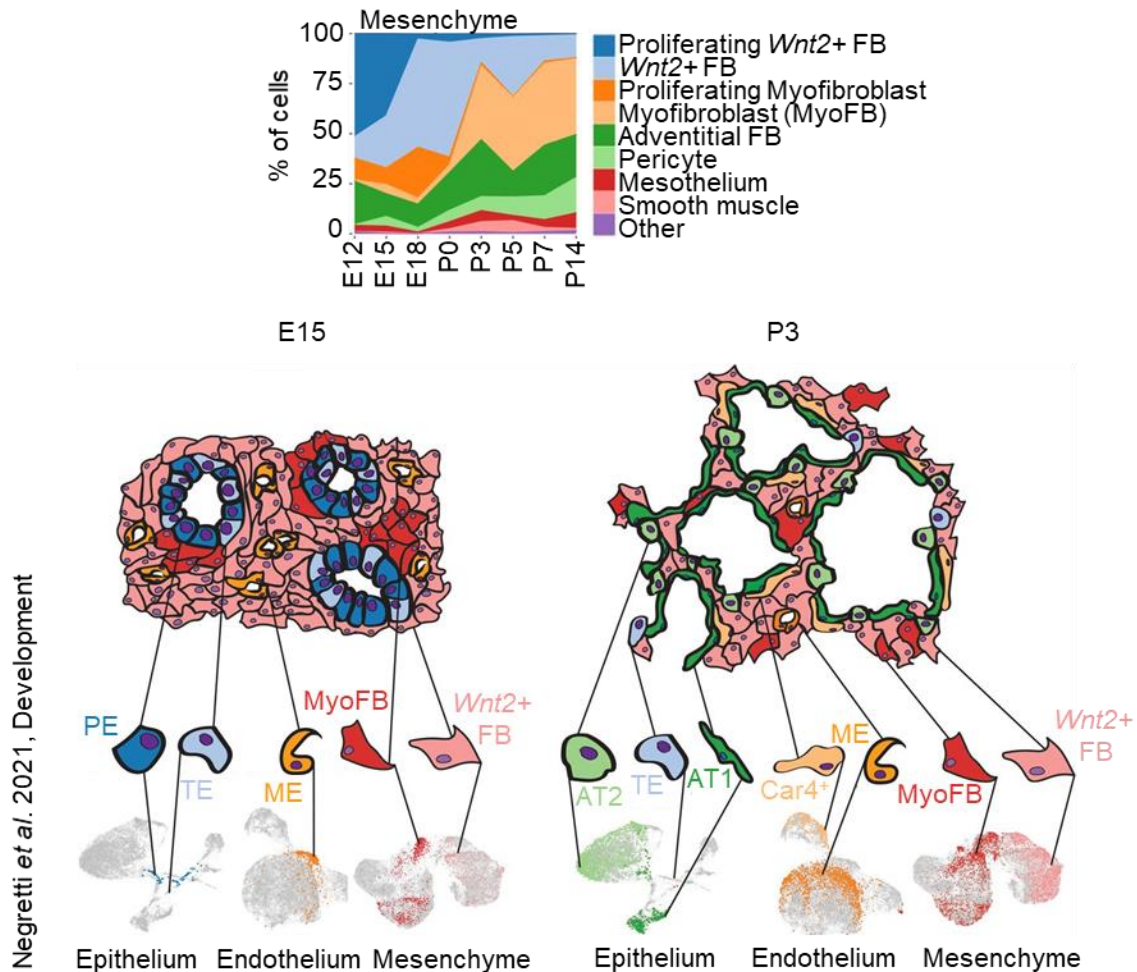 Mesenchyme
100
75
50
25
0
% of cells
E12
E15
E18
P0
P3
P5
P7
P14
Proliferating Wnt2+ FB
Wnt2+ FB
Proliferating Myofibroblast
Myofibroblast (MyoFB)
Adventitial FB
Pericyte
Mesothelium
Smooth muscle
Other
E15
P3
PE
TE
ME
MyoFB
Wnt2+
FB
AT2
TE
AT1
Car4+
ME
MyoFB
Wnt2+
FB
Epithelium
Endothelium
Mesenchyme
Epithelium
Endothelium
Mesenchyme
Negretti et al. 2021, Development